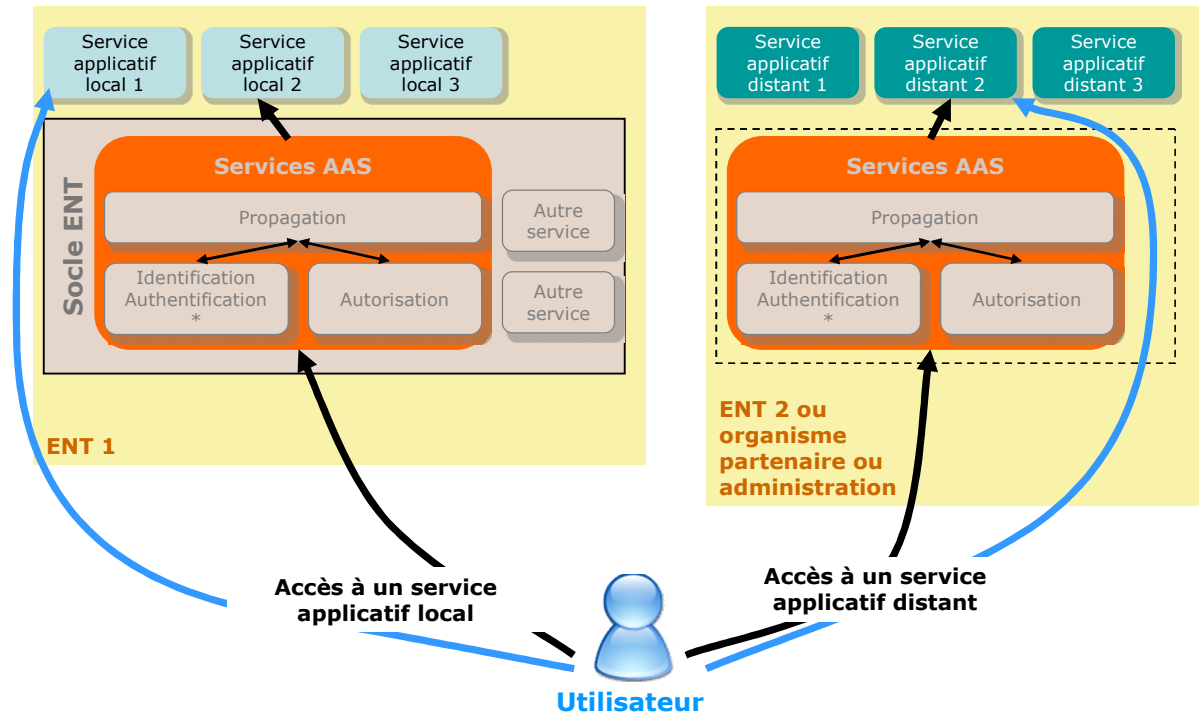 Service
applicatif
local 1
Service
applicatif
local 2
Service
applicatif
local 3
Socle ENT
Services AAS
Propagation
Identification
Authentification
*
Autorisation
Autre
service
Autre
service
ENT 1
Service
applicatif
distant 1
Service
applicatif
distant 2
Service
applicatif
distant 3
Services AAS
Propagation
Identification
Authentification
*
Autorisation
ENT 2 ou
organisme
partenaire ou
administration
Accès à un service
applicatif local
Accès à un service
applicatif distant
Utilisateur